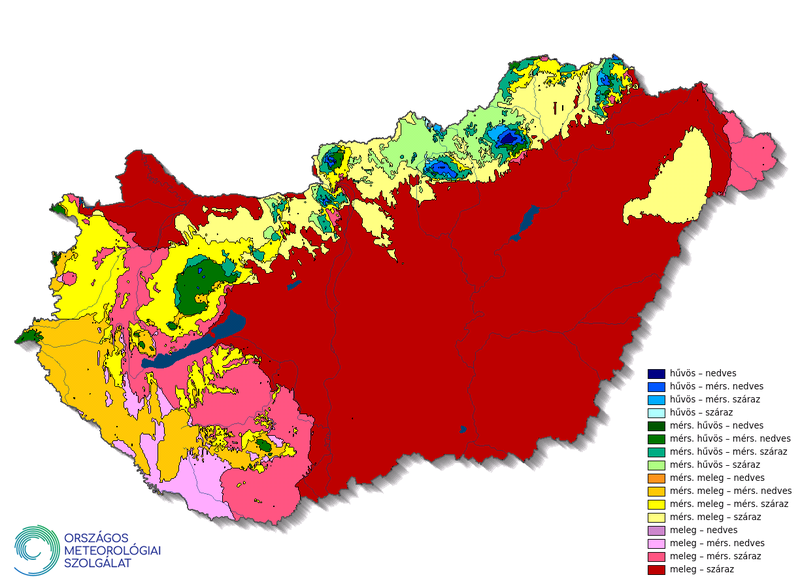 hűvös – nedves
hűvös – mérs. nedves
hűvös – mérs. száraz
hűvös – száraz
mérs. hűvös – nedves
mérs. hűvös – mérs. nedves
mérs. hűvös – mérs. száraz
mérs. hűvös – száraz
mérs. meleg – nedves
mérs. meleg – mérs. nedves
mérs. meleg – mérs. száraz
mérs. meleg – száraz
meleg – nedves
meleg – mérs. nedves
meleg – mérs. száraz
meleg – száraz
ORSZÁGOS
METEOROLÓGIAI
SZOLGÁLAT